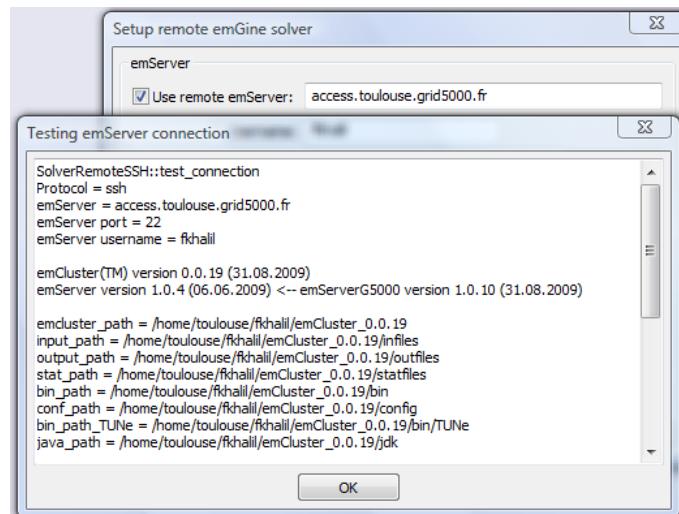 Setup remote emGine solver
emServer
Use remote emServer: access.toulouse.grid5000.fr
Testing emServer connection
SolverRemoteSSH::test_connection
Protocol = ssh
emServer = access.toulouse.grid5000.fr
emServer port = 22
emServer username = fkhalil
emCluster(TM) version 0.0.19 (31.08.2009)
emServer version 1.0.4 (06.06.2009) <-- emServerG5000 version 1.0.10 (31.08.2009)
emcluster_path = /home/toulouse/fkhalil/emCluster_0.0.19
input_path = /home/toulouse/fkhalil/emCluster_0.0.19/infiles
output_path = /home/toulouse/fkhalil/emCluster_0.0.19/outfiles
stat_path = /home/toulouse/fkhalil/emCluster_0.0.19/statfiles
bin_path = /home/toulouse/fkhalil/emCluster_0.0.19/bin
conf_path = /home/toulouse/fkhalil/emCluster_0.0.19/config
bin_path_TUNe = /home/toulouse/fkhalil/emCluster_0.0.19/bin/TUNe
java_path = /home/toulouse/fkhalil/emCluster_0.0.19/jdk
OK